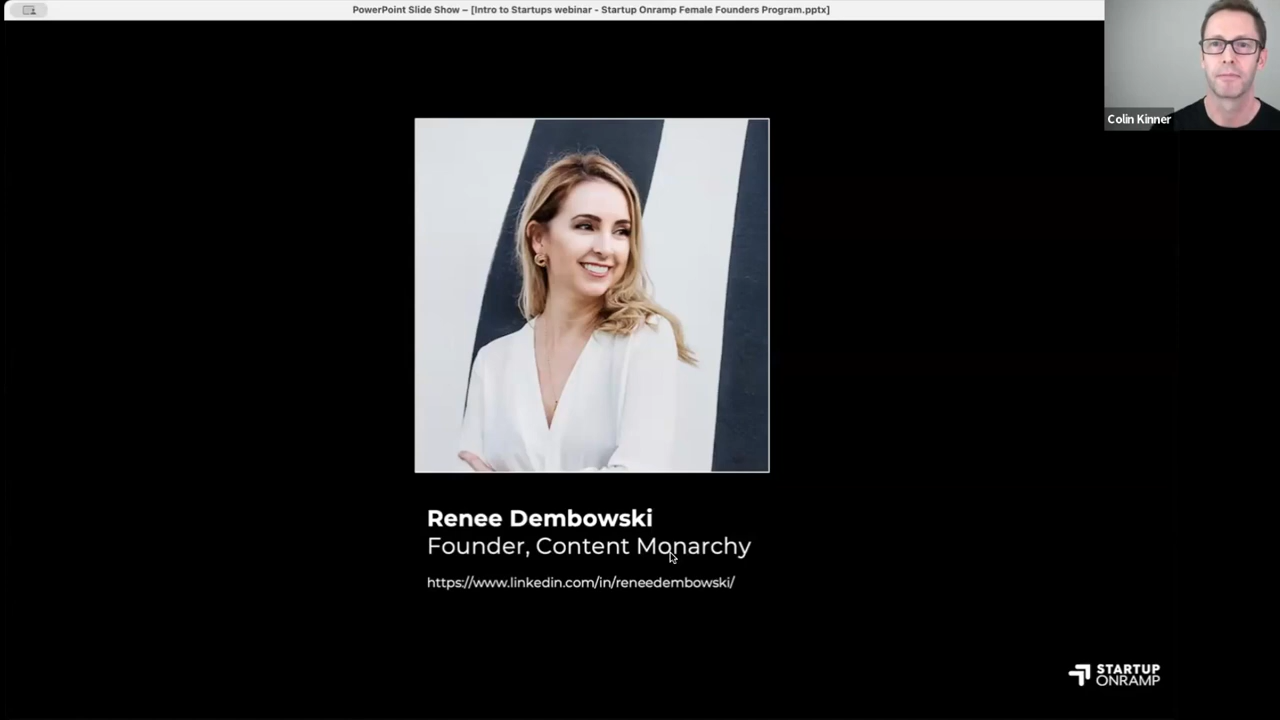 PowerPoint Slide Show – [Intro to Startups webinar - Startup Onramp Female Founders Program.pptx]
Colin Kinner
Renee Dembowski
Founder, Content Monarchy
https://www.linkedin.com/in/reneedembowski/
STARTUP
ONRAMP